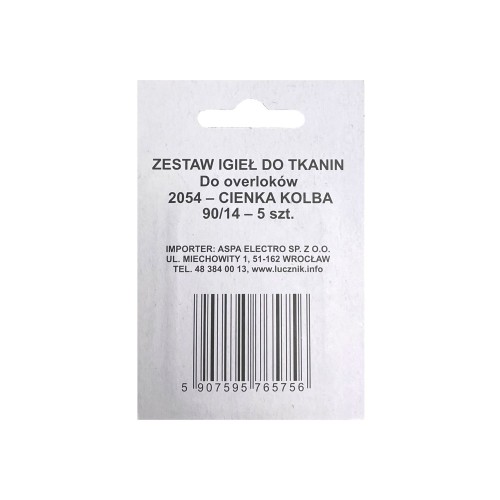 ZESTAW IGIEŁ DO TKANIN
Do overloków
2054 – CIENKA KOLBA
90/14 – 5 szt.
IMPORTER: ASPA ELECTRO SP. Z O.O.
UL. MIECHOWITY 1, 51-162 WROCŁAW
TEL. 48 384 00 13, www.lucznik.info
5 907595 765756